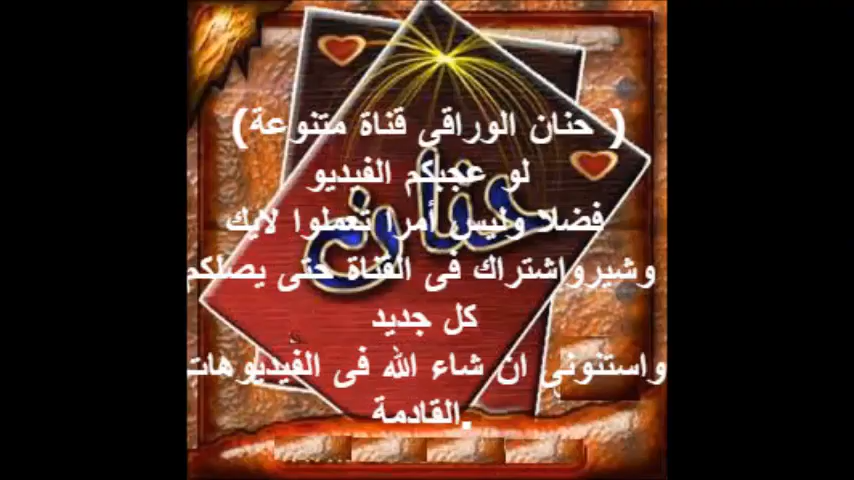 ( حنان الوراقى قناة متنوعة)
لو عجبكم الفيديو
فضلا وليس أمرا تعملوا لايك
وشيرواشتراك فى القناة حتى يصلكم
كل جديد
واستنونى ان شاء الله فى الفيديوهات
القادمة.
حنان